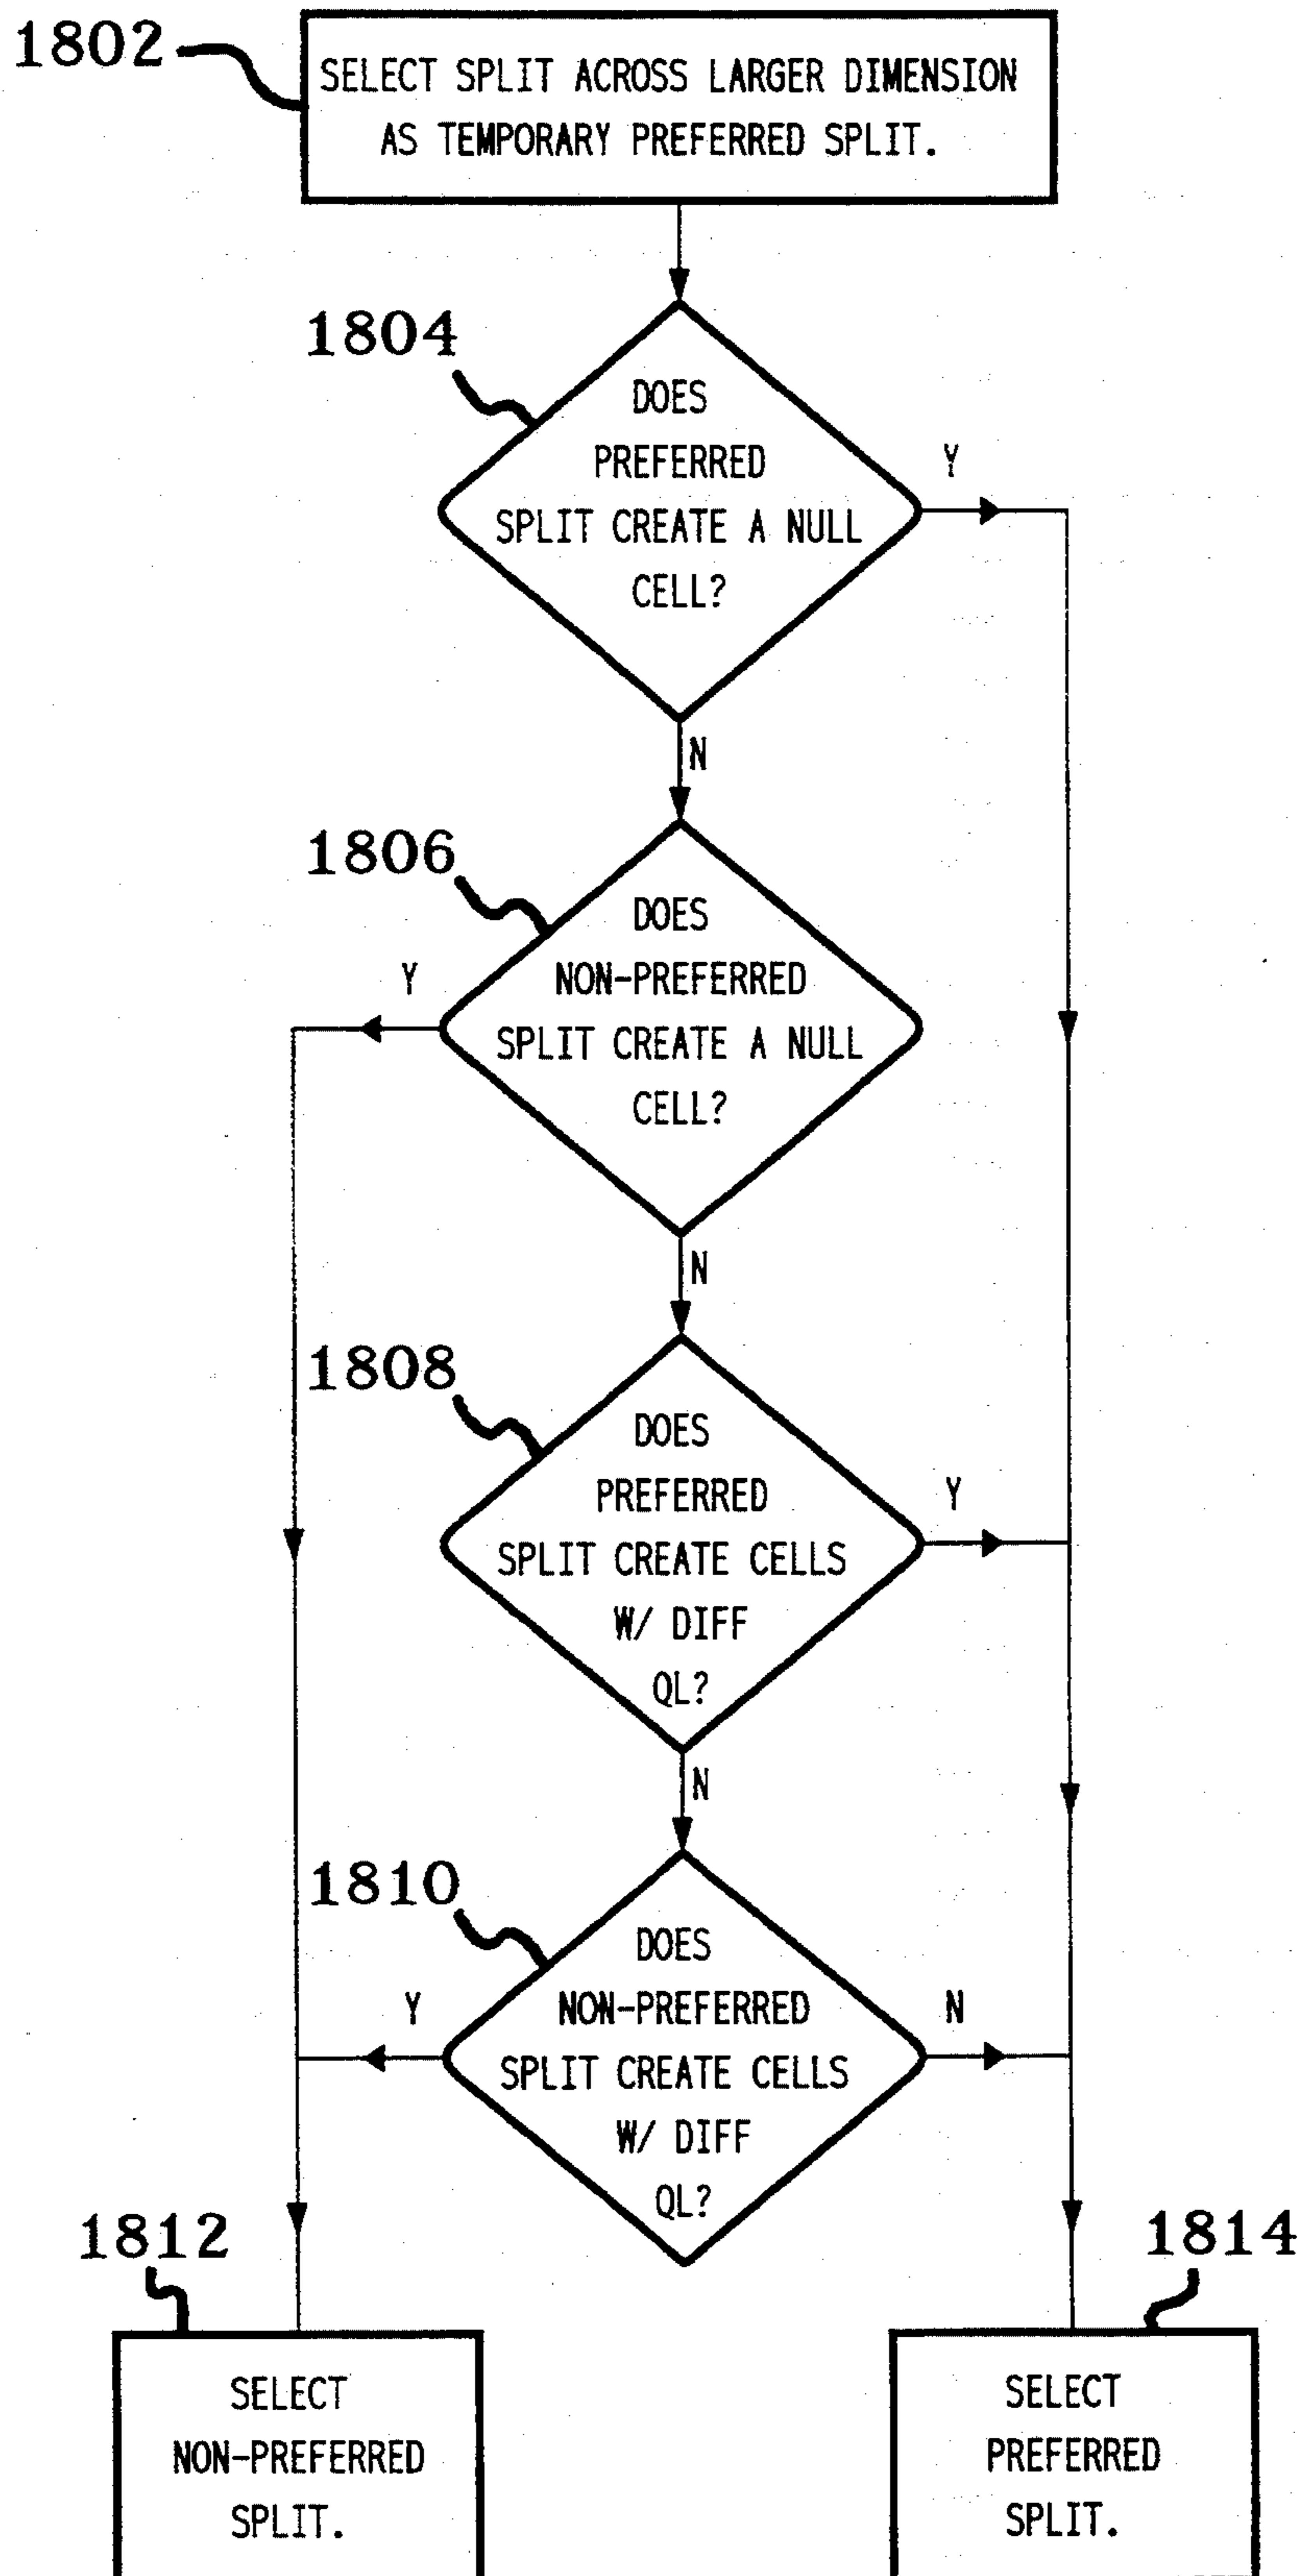 1802
SELECT SPLIT ACROSS LARGER DIMENSION
AS TEMPORARY PREFERRED SPLIT.
1804
DOES
PREFERRED
SPLIT CREATE A NULL
CELL?
Y
N
1806
DOES
NON-PREFERRED
SPLIT CREATE A NULL
CELL?
Y
N
1808
DOES
PREFERRED
SPLIT CREATE CELLS
W/ DIFF
QL?
Y
N
1810
DOES
NON-PREFERRED
SPLIT CREATE CELLS
W/ DIFF
QL?
Y
N
1812
SELECT
NON-PREFERRED
SPLIT.
1814
SELECT
PREFERRED
SPLIT.